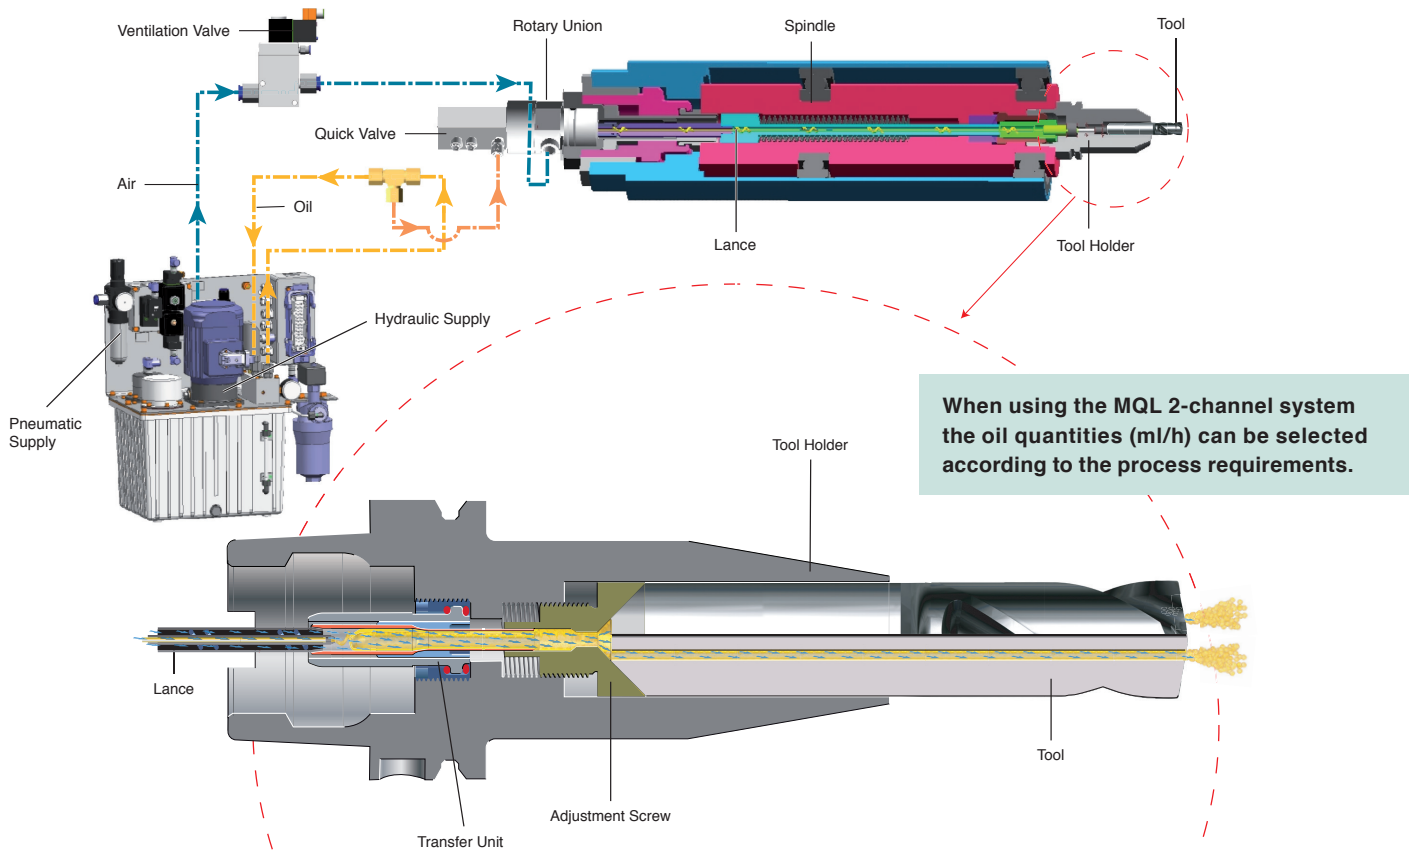 Ventilation Valve
Rotary Union
Spindle
Tool
Quick Valve
Air
Oil
Lance
Tool Holder
Hydraulic Supply
Pneumatic
Supply
When using the MQL 2-channel system
the oil quantities (ml/h) can be selected
according to the process requirements.
Tool Holder
Lance
Tool
Adjustment Screw
Transfer Unit